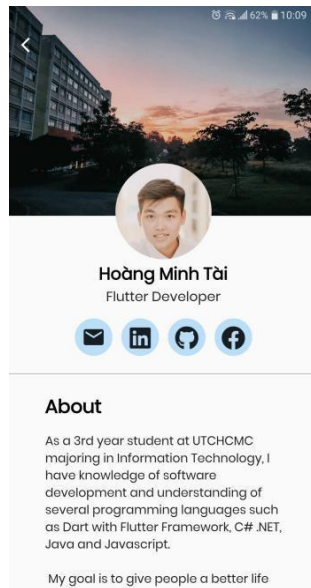 62% 10:09
Hoàng Minh Tài
Flutter Developer
in
About
As a 3rd year student at UTCHCMC
majoring in Information Technology, I
have knowledge of software
development and understanding of
several programming languages such
as Dart with Flutter Framework, C# .NET,
Java and Javascript.
My goal is to give people a better life